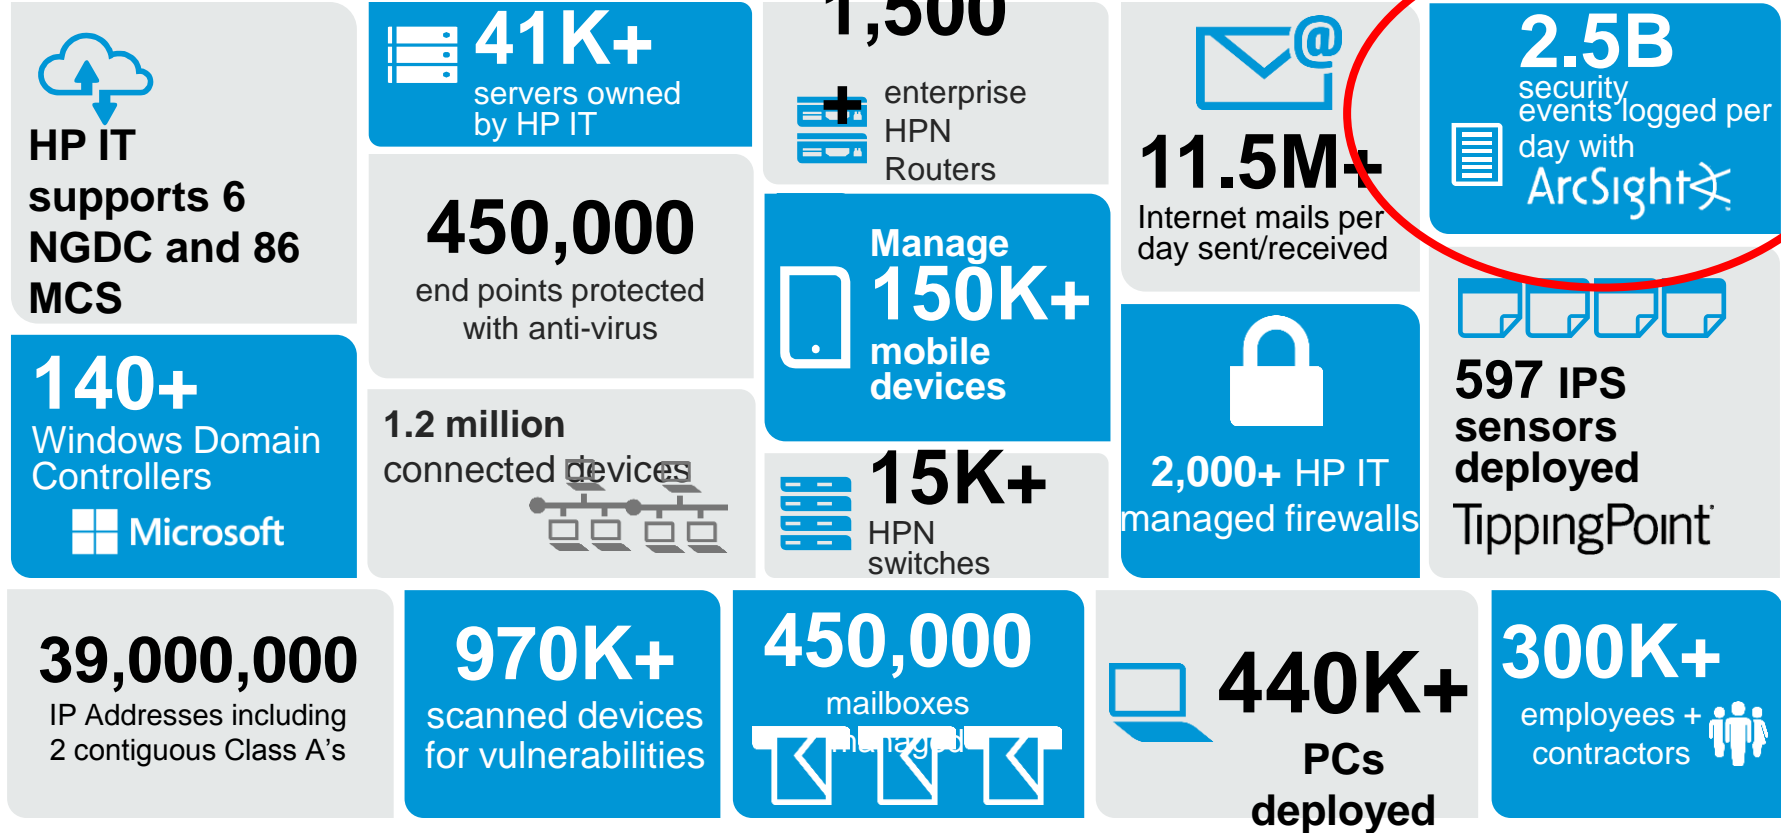 HP IT
supports 6
NGDC and 86
MCS
41K+
servers owned
by HP IT
1,500
+
enterprise
HPN
Routers
@
11.5M+
Internet mails per
day sent/received
2.5B
security
events logged per
day with
ArcSight
450,000
end points protected
with anti-virus
Manage
150K+
mobile
devices
140+
Windows Domain
Controllers
Microsoft
1.2 million
connected devices
15K+
HPN
switches
2,000+ HP IT
managed firewalls
597 IPS
sensors
deployed
TippingPoint
39,000,000
IP Addresses including
2 contiguous Class A's
970K+
scanned devices
for vulnerabilities
450,000
mailboxes
managed
440K+
PCs
deployed
300K+
employees +
contractors